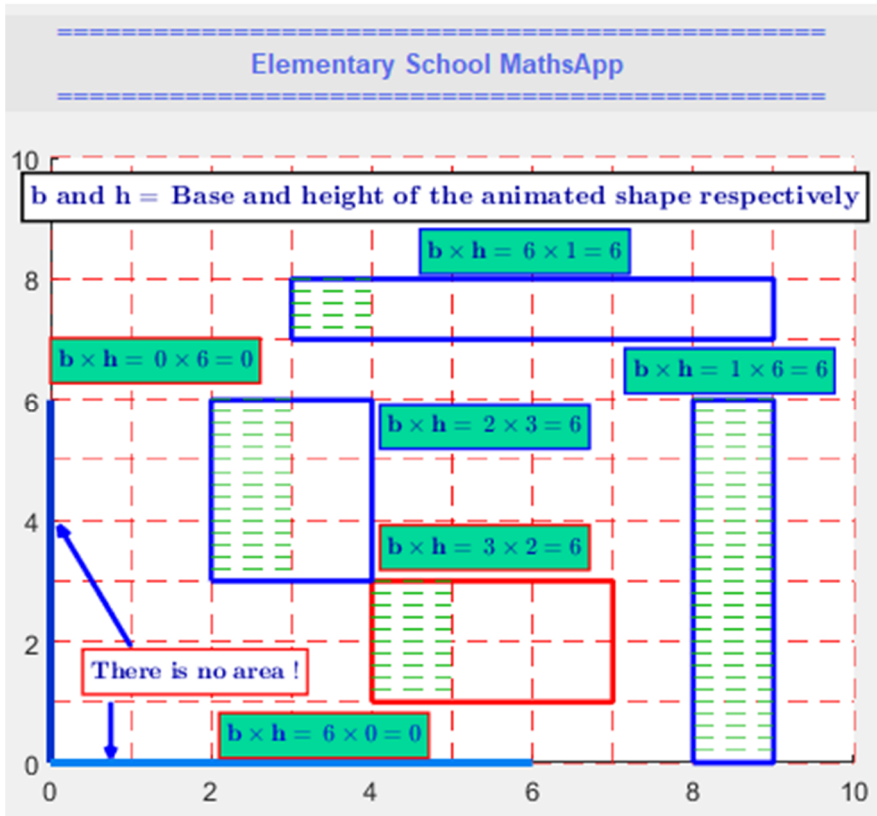 ================================================
Elementary School MathsApp
================================================
10
b and h = Base and height of the animated shape respectively
b × h = 6 × 1 = 6
8
b × h = 0 × 6 = 0
b × h = 1 × 6 = 6
6
b × h = 2 × 3 = 6
4
b × h = 3 × 2 = 6
2
There is no area !
b × h = 6 × 0 = 0
0
0 2 4 6 8 10